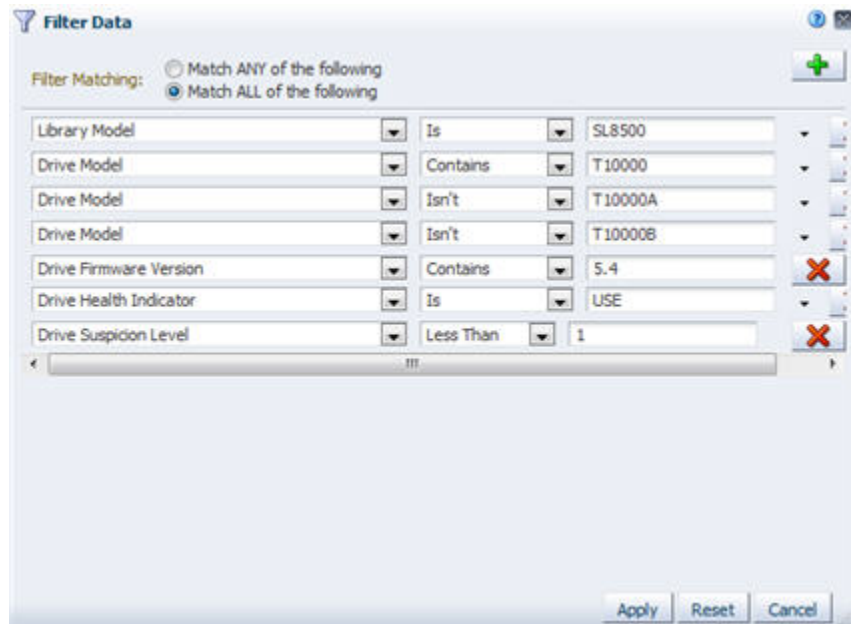 Filter Data
Filter Matching:
Match ANY of the following
Match ALL of the following
Library Model Is SL8500
Drive Model Contains T10000
Drive Model Isn't T10000A
Drive Model Isn't T10000B
Drive Firmware Version Contains 5.4
Drive Health Indicator Is USE
Drive Suspicion Level Less Than 1
Apply Reset Cancel